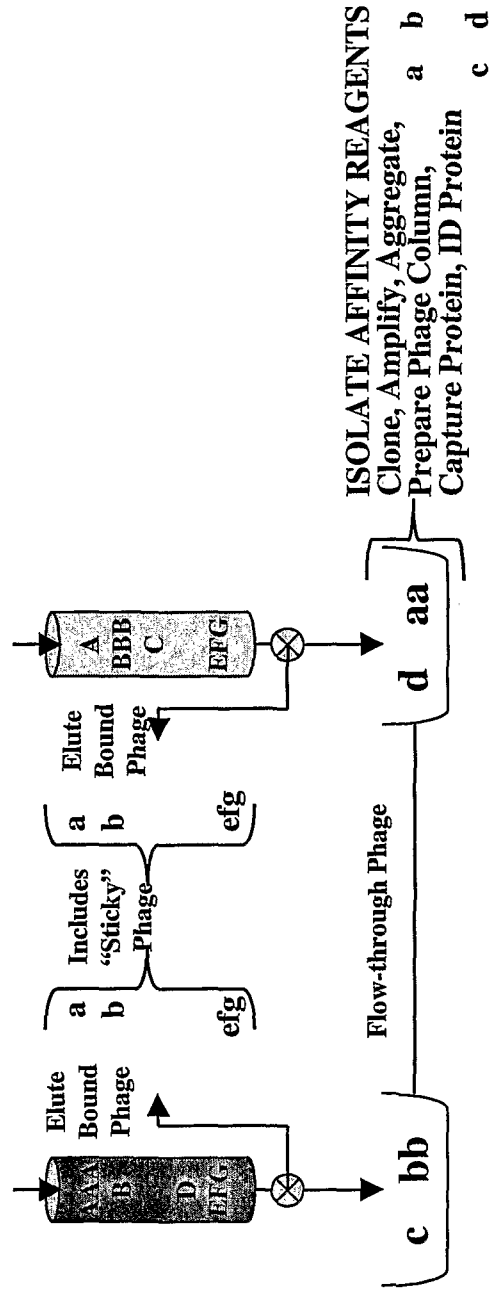 Elute
Bound
Phage
AAA
B
D
EFG
a
b
efg
Includes
“Sticky”
Phage
a
b
efg
Elute
Bound
Phage
A
BBB
C
EFG
c bb
Flow-through Phage
d aa
ISOLATE AFFINITY REAGENTS
Clone, Amplify, Aggregate,
Prepare Phage Column,
Capture Protein, ID Protein
a b
c d